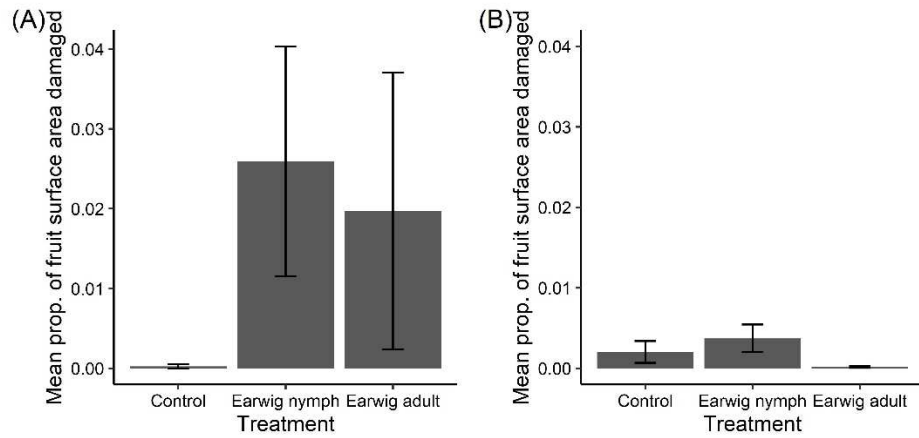 (A)
Mean prop. of fruit surface area damaged
0.04
0.03
0.02
0.01
0.00
Control Earwig nymph Earwig adult
Treatment
(B)
Mean prop. of fruit surface area damaged
0.04
0.03
0.02
0.01
0.00
Control Earwig nymph Earwig adult
Treatment